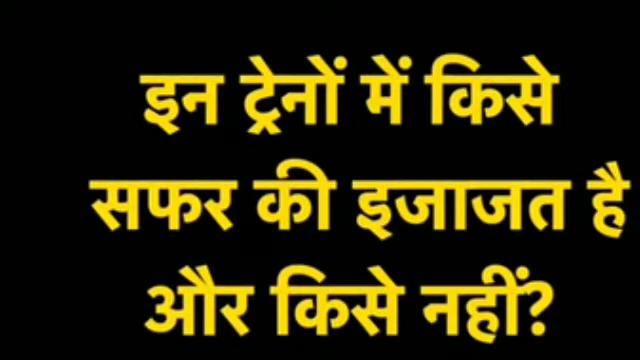 इन ट्रेनों में किसे
सफर की इजाजत है
और किसे नहीं?